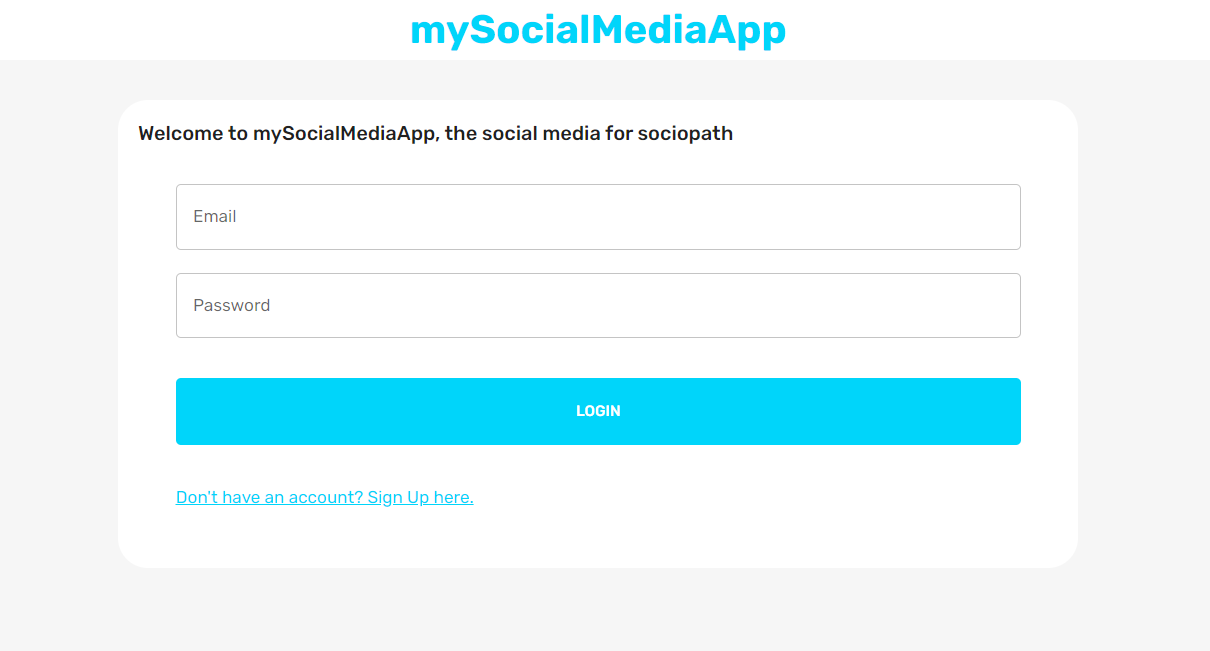 mySocialMediaApp
Welcome to mySocialMediaApp, the social media for sociopath
Email
Password
LOGIN
Don't have an account? Sign Up here.